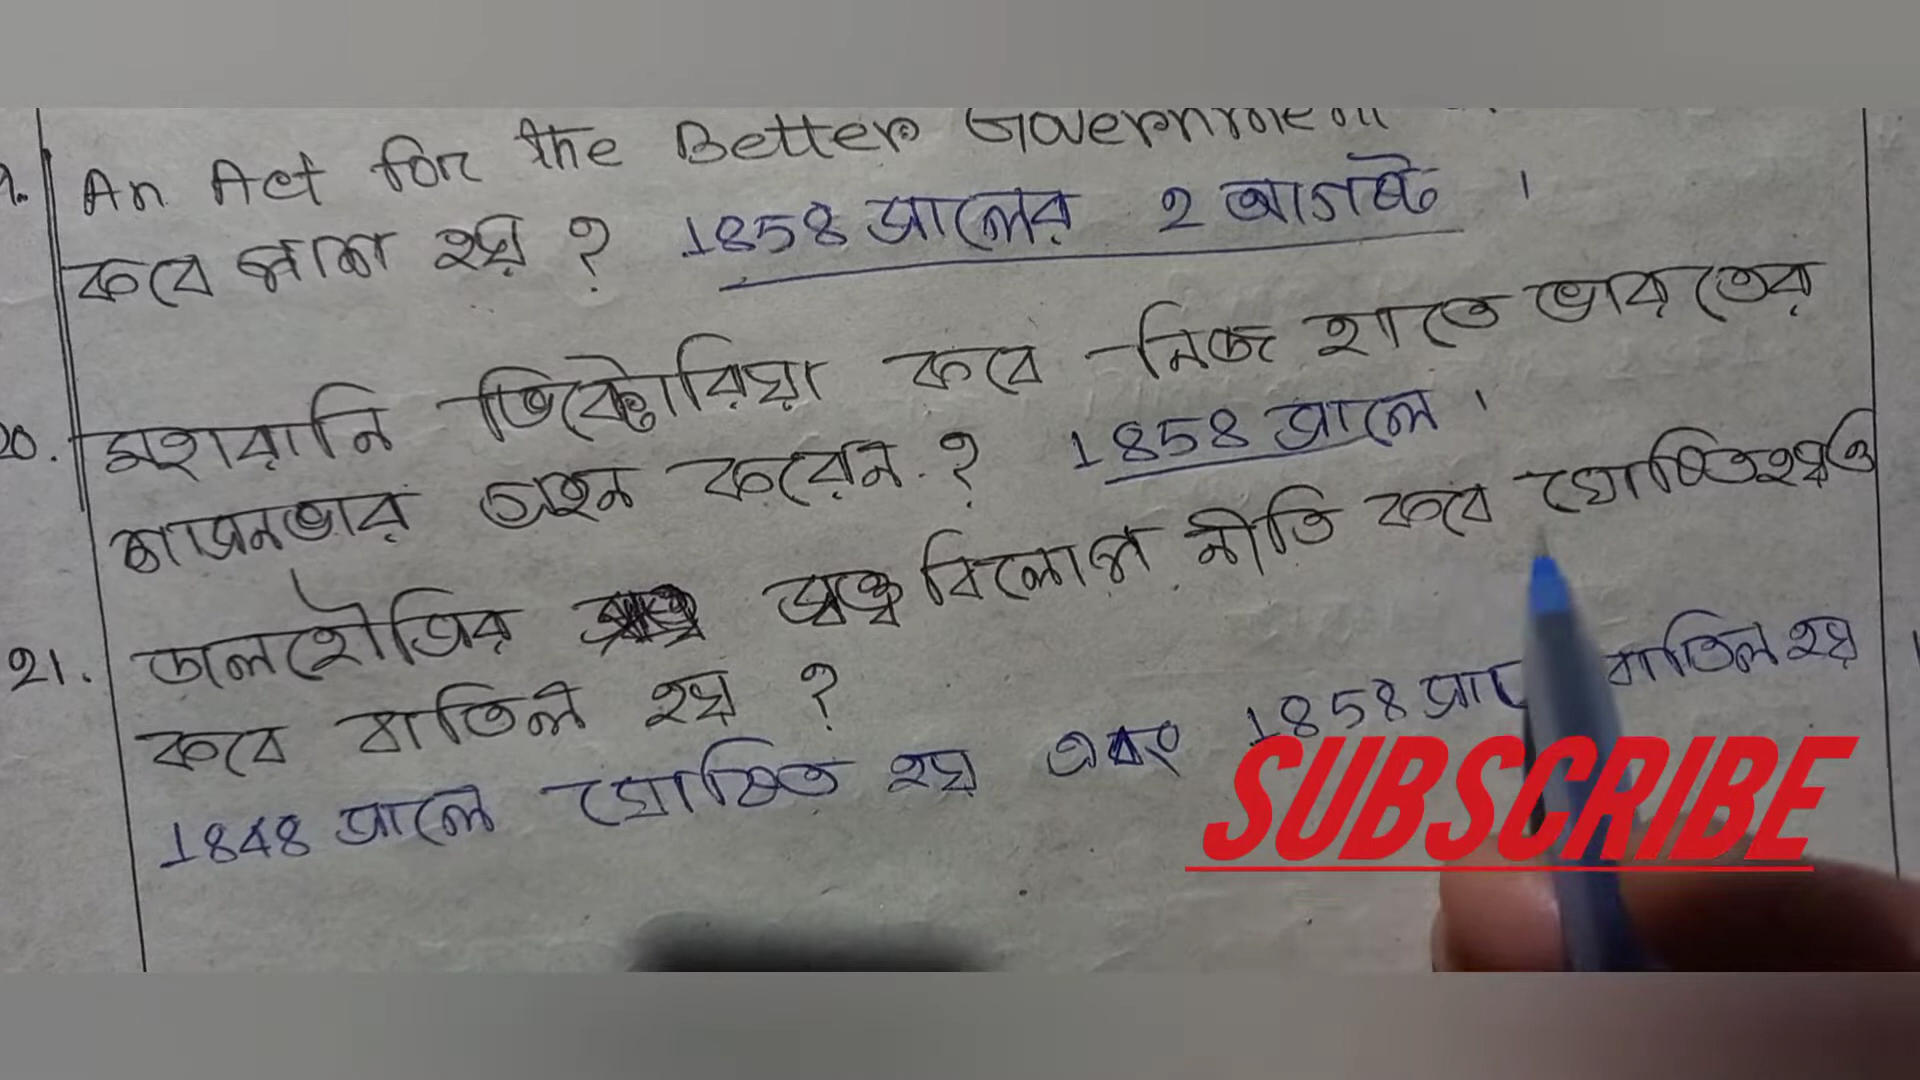 An Act for the Better Government
কবে পাশ হয় ? 1858 সালের 2 আগষ্ট ।
20. মহারানি ভিক্টোরিয়া কবে নিজ হাতে ভারতের
শাসনভার গ্রহন করেন ? 1858 সালে ।
21. ডালহৌসির স্বত্ত্ববিলোপ নীতি কবে ঘোষিত হয় ও
কবে বাতিল হয় ?
1848 সালে ঘোষিত হয় এবং 1858 বাতিল হয় ।
SUBSCRIBE